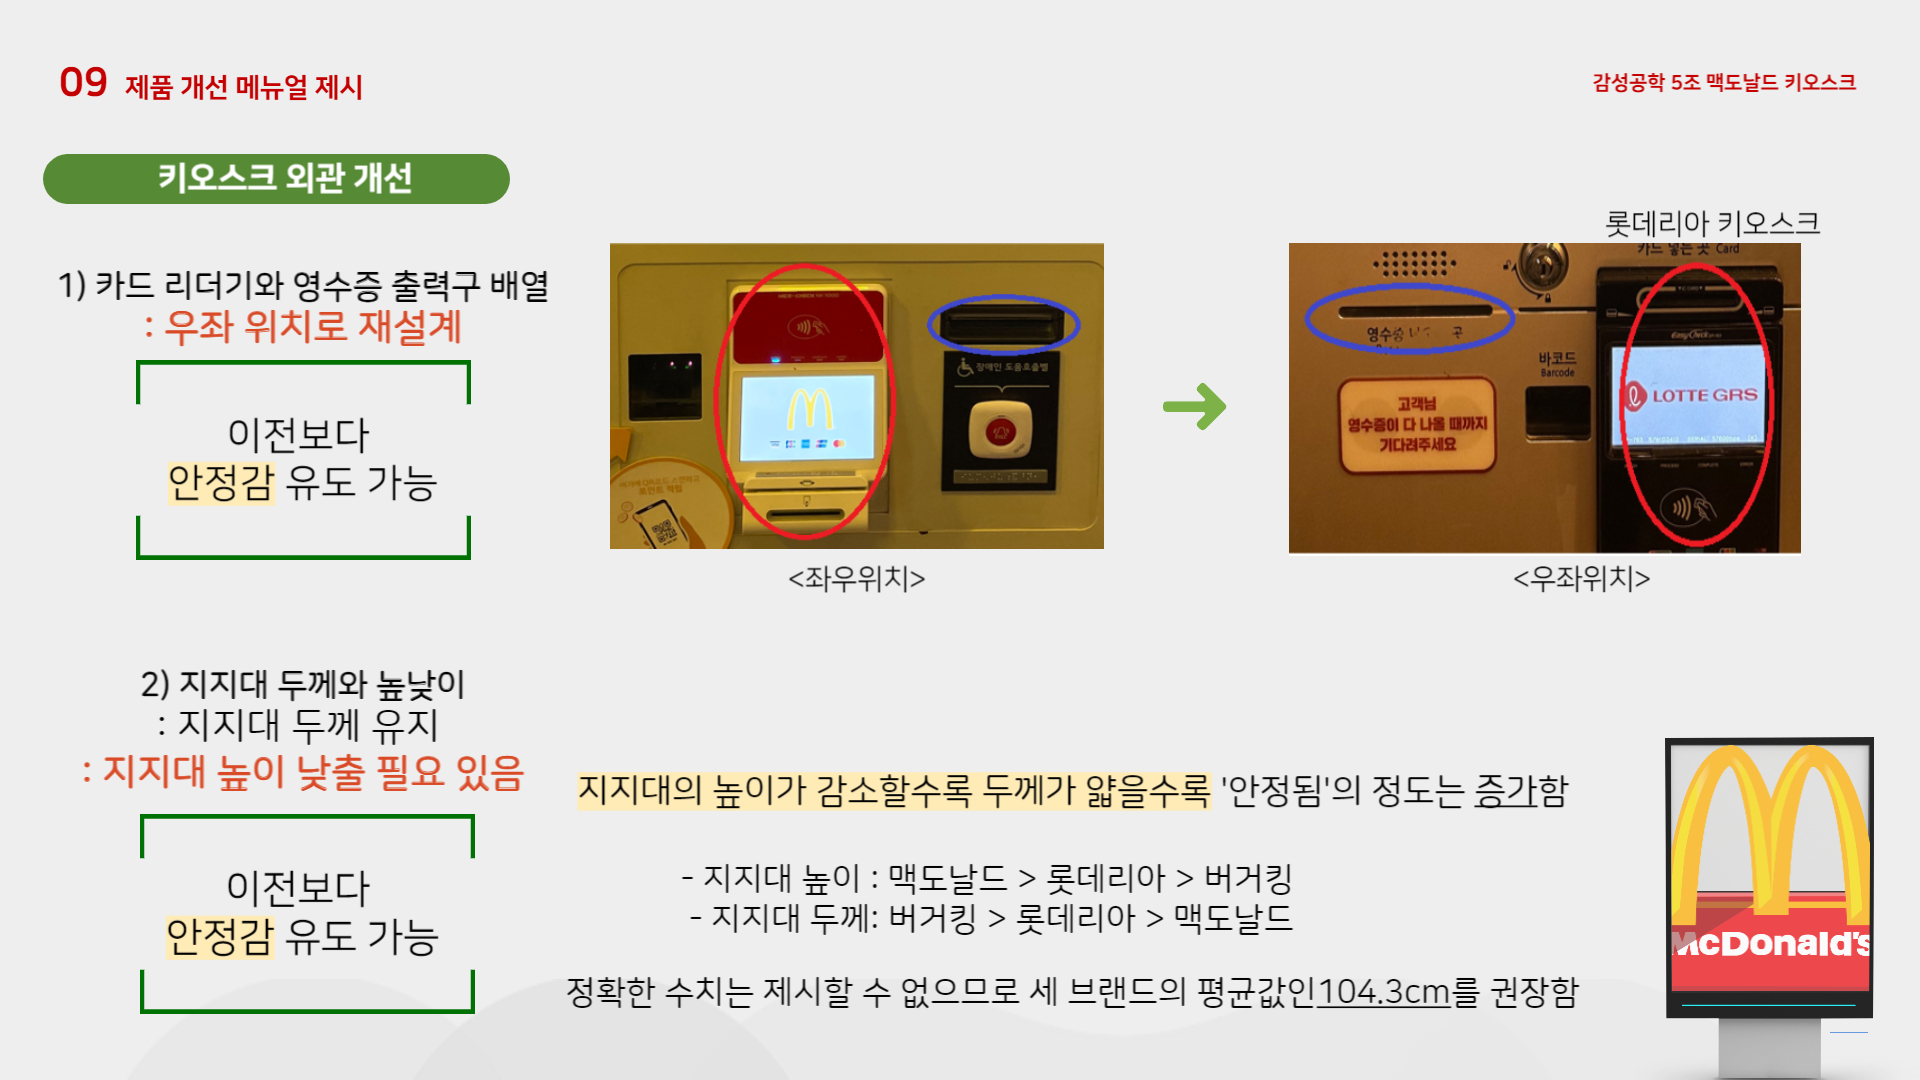 09 제품 개선 메뉴얼 제시
감성공학 5조 맥도날드 키오스크
키오스크 외관 개선
롯데리아 키오스크
1) 카드 리더기와 영수증 출력구 배열
: 우좌 위치로 재설계
이전보다
안정감 유도 가능
장애인 도움호출벨
포인트 적립
카드 넣는 곳 Card
영수증
바코드
Barcode
고객님
영수증이 다 나올 때까지
기다려주세요
EasyCheck
LOTTE GRS
<좌우위치>
<우좌위치>
2) 지지대 두께와 높낮이
: 지지대 두께 유지
: 지지대 높이 낮출 필요 있음
이전보다
안정감 유도 가능
지지대의 높이가 감소할수록 두께가 얇을수록 '안정됨'의 정도는 증가함
- 지지대 높이 : 맥도날드 > 롯데리아 > 버거킹
- 지지대 두께: 버거킹 > 롯데리아 > 맥도날드
정확한 수치는 제시할 수 없으므로 세 브랜드의 평균값인104.3cm를 권장함
McDonald's